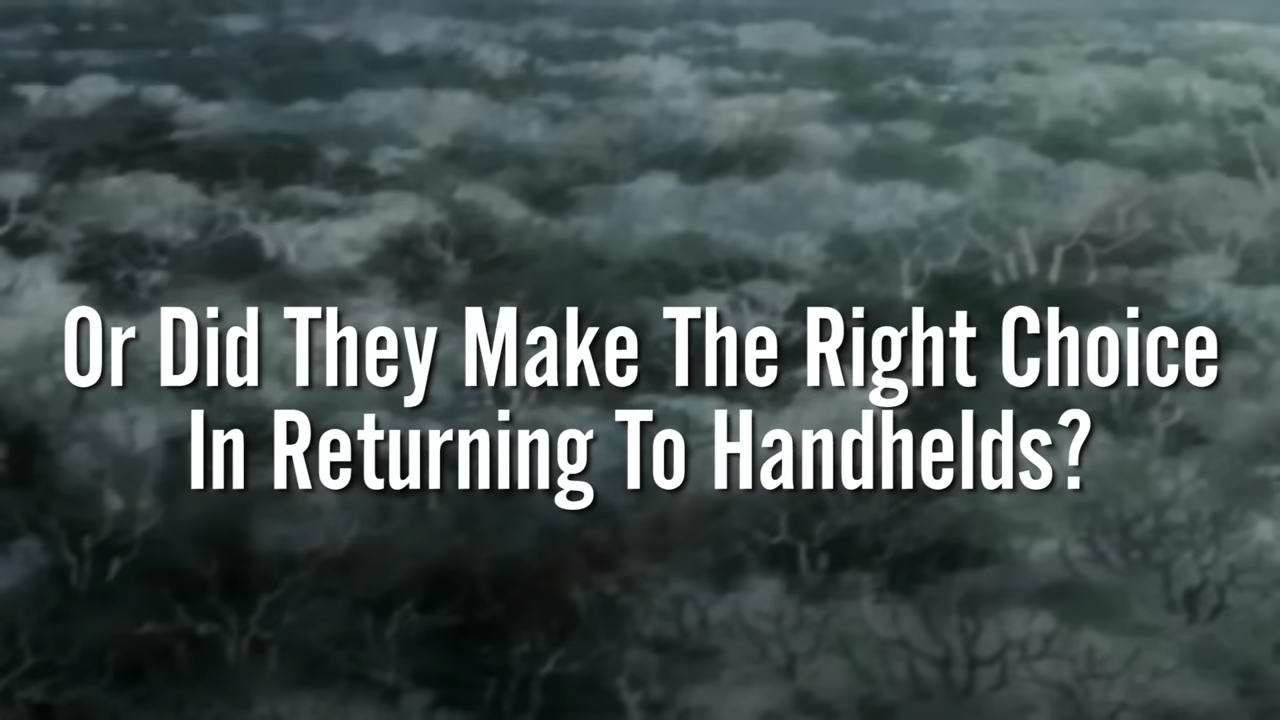 Or Did They Make The Right Choice
In Returning To Handhelds?